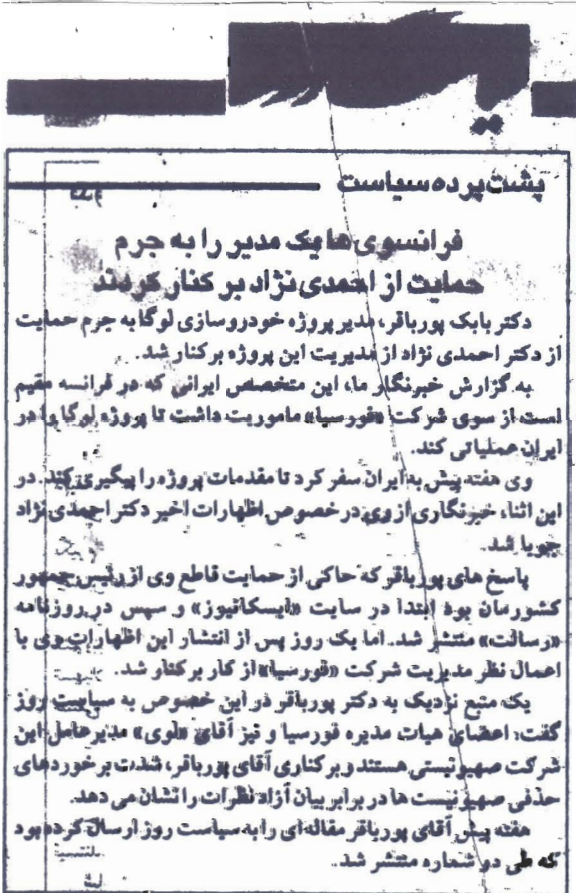 پشت پرده سیاست
فرانسوی ها یک مدیر را به جرم
حمایت از احمدی نژاد بر کنار کردند
دکتر بابک پورباقر، مدیر پروژه خودروسازی لوگا به جرم حمایت
از دکتر احمدی نژاد از مدیریت این پروژه برکنار شد.
به گزارش خبرنگار ما، این متخصص ایرانی که در فرانسه مقیم
است از سوی شرکت «فورسیا» ماموریت داشت تا پروژه لوگا را در
ایران عملیاتی کند.
وی هفته پیش به ایران سفر کرد تا مقدمات پروژه را پیگیری کند. در
این اثنا، خبرنگاری از وی در خصوص اظهارات اخیر دکتر احمدی نژاد
جویا شد.
پاسخ های پورباقر که حاکی از حمایت قاطع وی از رئیس جمهور
کشورمان بود ابتدا در سایت «ایسکانیوز» و سپس در روزنامه
«رسالت» منتشر شد. اما یک روز پس از انتشار این اظهارات وی با
اعمال نظر مدیریت شرکت «فورسیا» از کار برکنار شد.
یک منبع نزدیک به دکتر پورباقر در این خصوص به سیاست روز
گفت: اعضای هیات مدیره فورسیا و نیز آقای «لوی» مدیرعامل این
شرکت صهیونیستی هستند و برکناری آقای پورباقر، شدت برخوردهای
حذفی صهیونیست ها در برابر بیان آزاد نظرات را نشان می دهد.
هفته پیش آقای پورباقر مقاله ای را به سیاست روز ارسال کرده بود
که طی دو شماره منتشر شد.